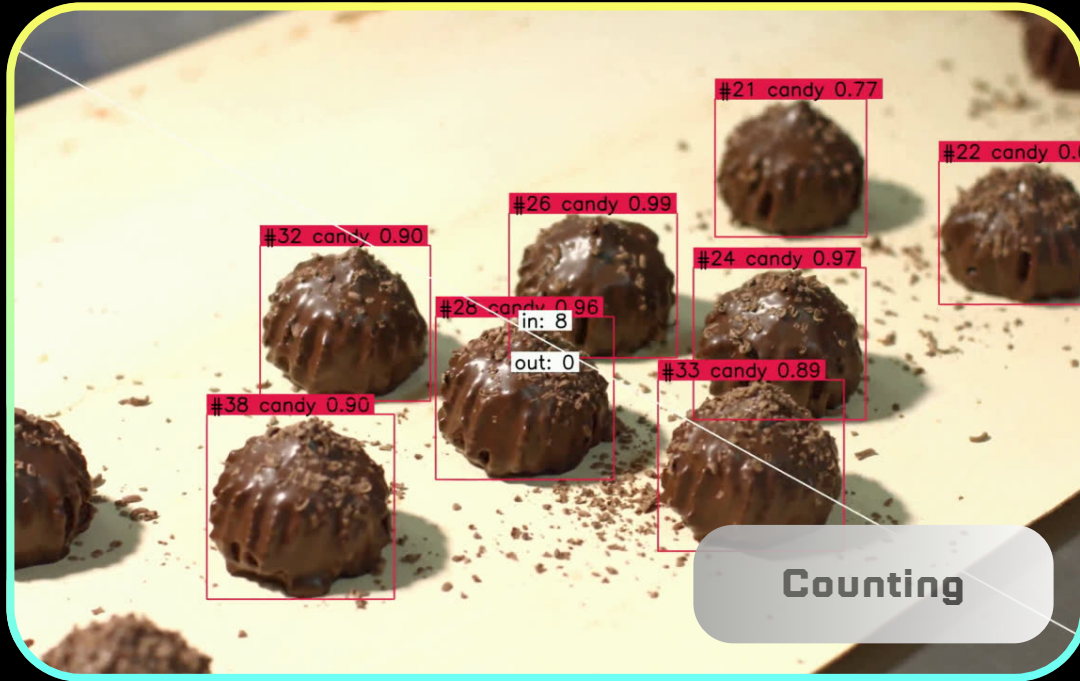 #21 candy 0.77
#22 candy 0.
#26 candy 0.99
#32 candy 0.90
#24 candy 0.97
#28 candy 0.96
in: 8
out: 0
#33 candy 0.89
#38 candy 0.90
Counting